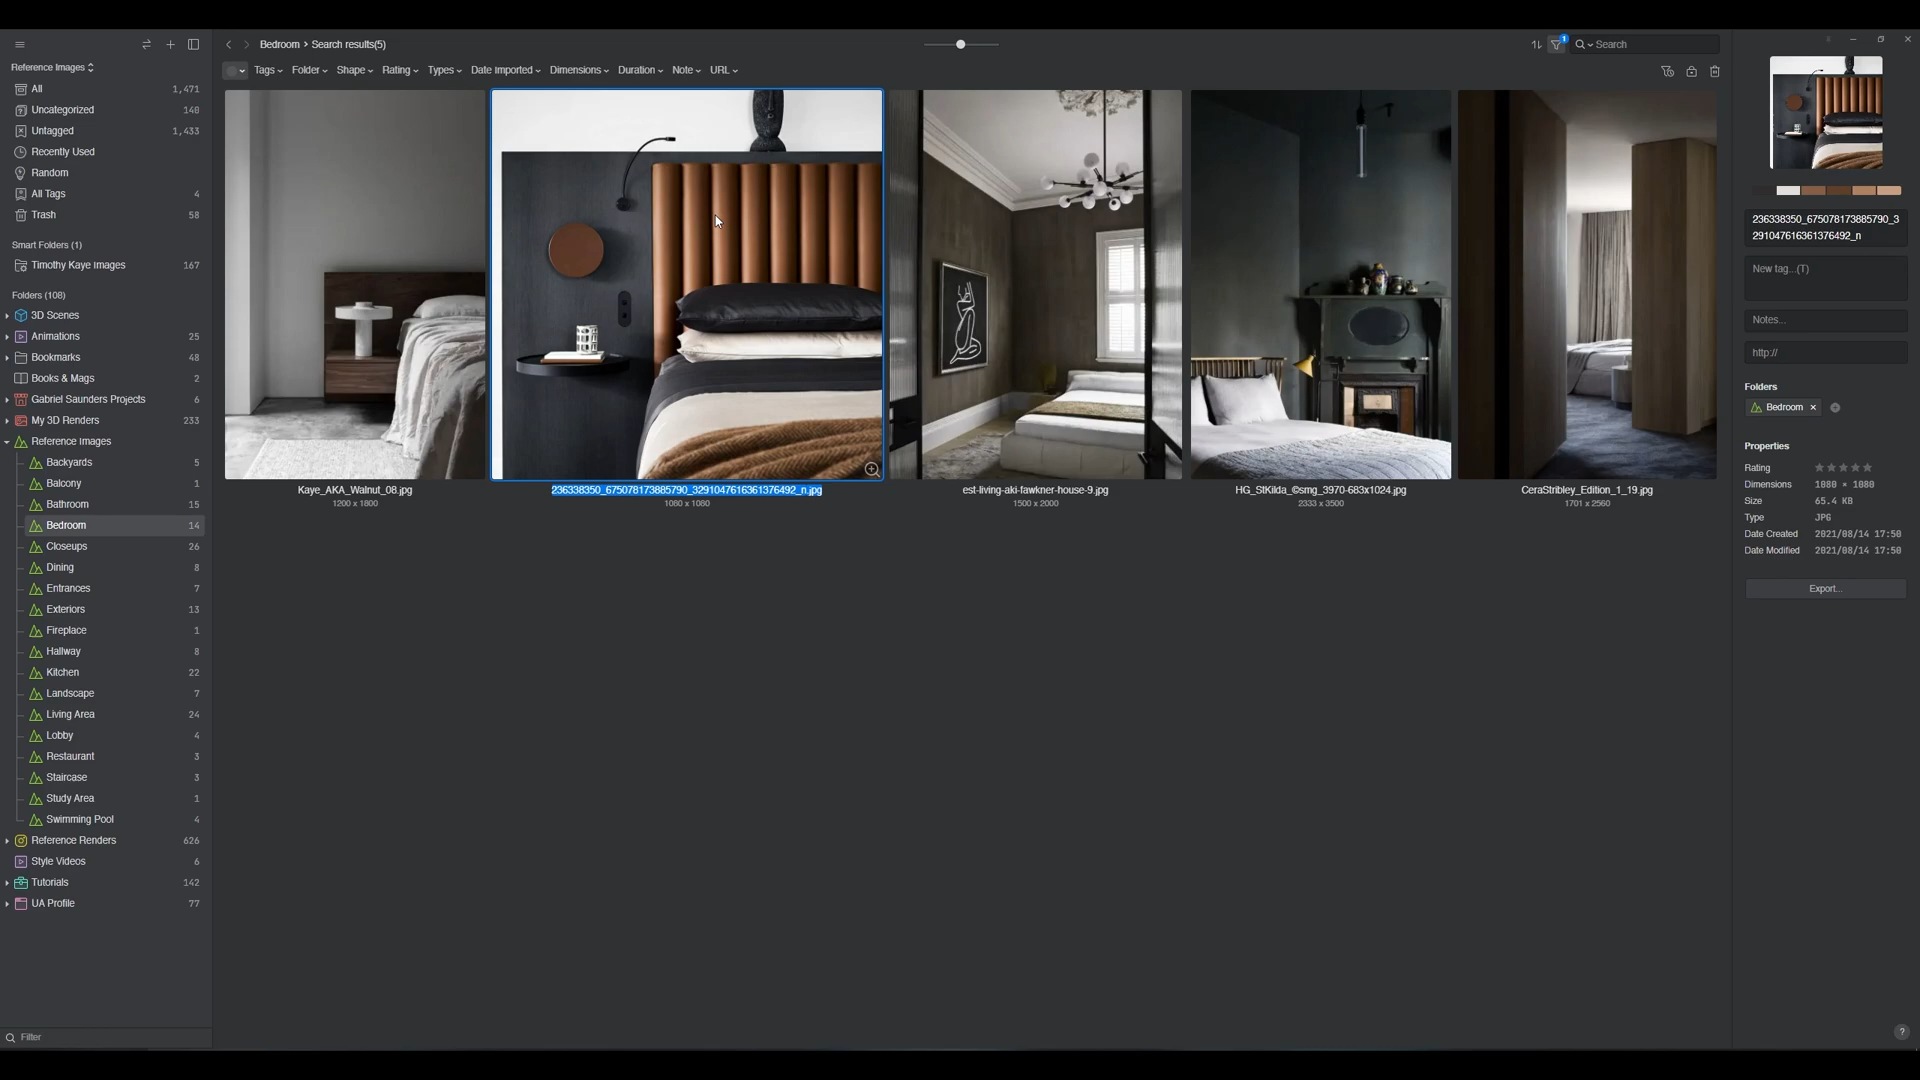 Bedroom > Search results(5)
1
Search
Reference Images
Tags
Folder
Shape
Rating
Types
Date Imported
Dimensions
Duration
Note
URL
All 1,471
Uncategorized 140
Untagged 1,433
Recently Used
Random
All Tags 4
Trash 58
Smart Folders (1)
Timothy Kaye Images 167
Folders (108)
3D Scenes
Animations 25
Bookmarks 48
Books & Mags 2
Gabriel Saunders Projects 6
My 3D Renders 233
Reference Images
Backyards 5
Balcony 1
Bathroom 15
Bedroom 14
Closeups 26
Dining 8
Entrances 7
Exteriors 13
Fireplace 1
Hallway 8
Kitchen 22
Landscape 7
Living Area 24
Lobby 4
Restaurant 3
Staircase 3
Study Area 1
Swimming Pool 4
Reference Renders 626
Style Videos 6
Tutorials 142
UA Profile 77
Filter
Kaye_AKA_Walnut_08.jpg
1200 x 1800
236338350_675078173885790_3291047616361376492_n.jpg
1080 x 1080
est-living-aki-fawkner-house-9.jpg
1500 x 2000
HG_StKilda_©smg_3970-683x1024.jpg
2333 x 3500
CeraStribley_Edition_1_19.jpg
1701 x 2560
236338350_675078173885790_3
291047616361376492_n
New tag...(T)
Notes...
http://
Folders
Bedroom ×
Properties
Rating ★★★★★
Dimensions 1080 × 1080
Size 65.4 KB
Type JPG
Date Created 2021/08/14 17:50
Date Modified 2021/08/14 17:50
Export...
?